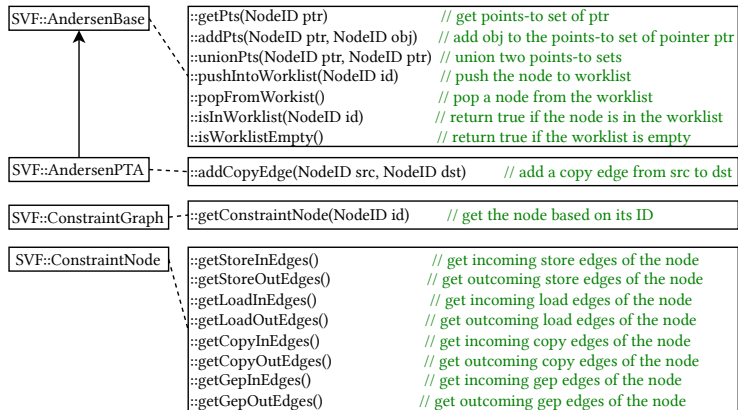 SVF::AndersenBase
::getPts(NodeID ptr) // get points-to set of ptr
::addPts(NodeID ptr, NodeID obj) // add obj to the points-to set of pointer ptr
::unionPts(NodeID ptr, NodeID ptr) // union two points-to sets
::pushIntoWorklist(NodeID id) // push the node to worklist
::popFromWorkist() // pop a node from the worklist
::isInWorklist(NodeID id) // return true if the node is in the worklist
::isWorklistEmpty() // return true if the worklist is empty
SVF::AndersenPTA
::addCopyEdge(NodeID src, NodeID dst) // add a copy edge from src to dst
SVF::ConstraintGraph
::getConstraintNode(NodeID id) // get the node based on its ID
SVF::ConstraintNode
::getStoreInEdges() // get incoming store edges of the node
::getStoreOutEdges() // get outcoming store edges of the node
::getLoadInEdges() // get incoming load edges of the node
::getLoadOutEdges() // get outcoming load edges of the node
::getCopyInEdges() // get incoming copy edges of the node
::getCopyOutEdges() // get outcoming copy edges of the node
::getGepInEdges() // get incoming gep edges of the node
::getGepOutEdges() // get outcoming gep edges of the node